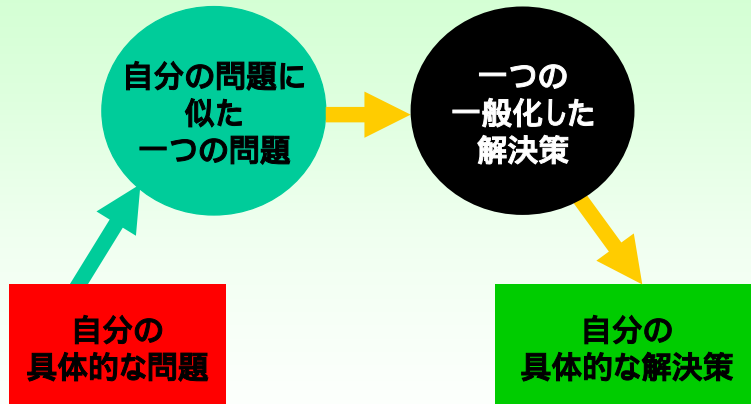 自分の問題に
似た
一つの問題
一つの
一般化した
解決策
自分の
具体的な問題
自分の
具体的な解決策